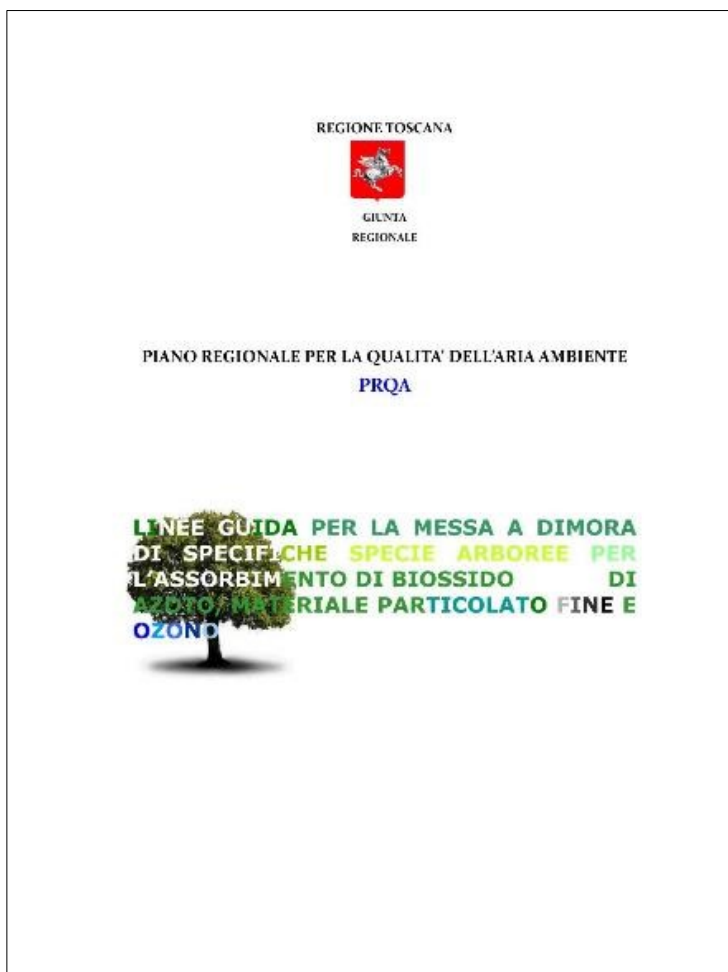 REGIONE TOSCANA
GIUNTA
REGIONALE
PIANO REGIONALE PER LA QUALITA' DELL'ARIA AMBIENTE
PRQA
LINEE GUIDA PER LA MESSA A DIMORA
DI SPECIFICHE SPECIE ARBOREE PER
L'ASSORBIMENTO DI BIOSSIDO DI
AZOTO, MATERIALE PARTICOLATO FINE E
OZONO